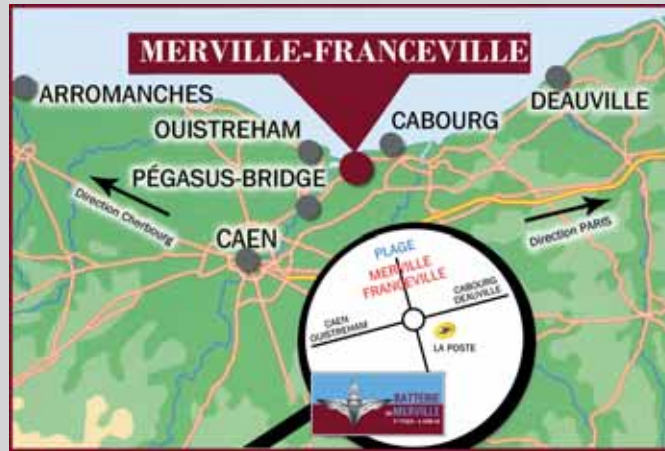 MERVILLE-FRANCEVILLE
ARROMANCHES
DEAUVILLE
OUISTREHAM
CABOURG
PÉGASUS-BRIDGE
Direction Cherbourg
Direction PARIS
CAEN
PLAGE
MERVILLE
FRANCEVILLE
CABOURG
DEAUVILLE
CAEN
OUISTREHAM
LA POSTE
BATTERIE
DE MERVILLE